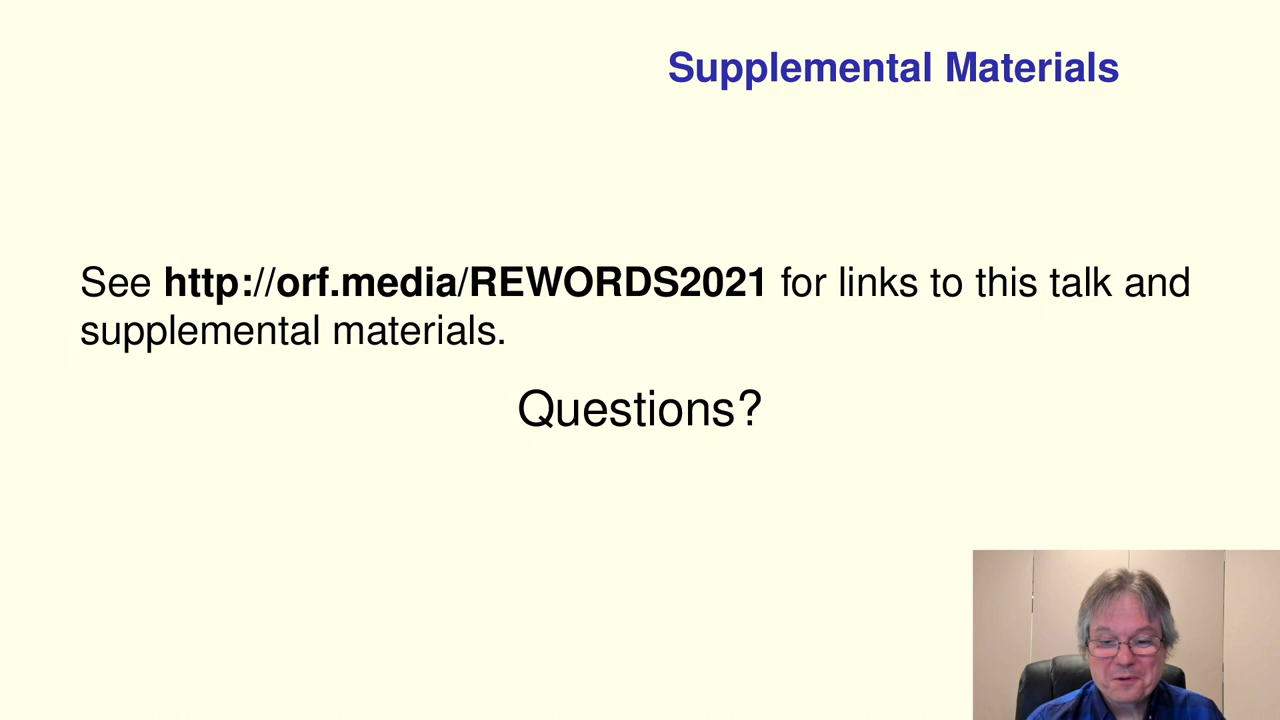 Supplemental Materials
See http://orf.media/REWORDS2021 for links to this talk and
supplemental materials.
Questions?